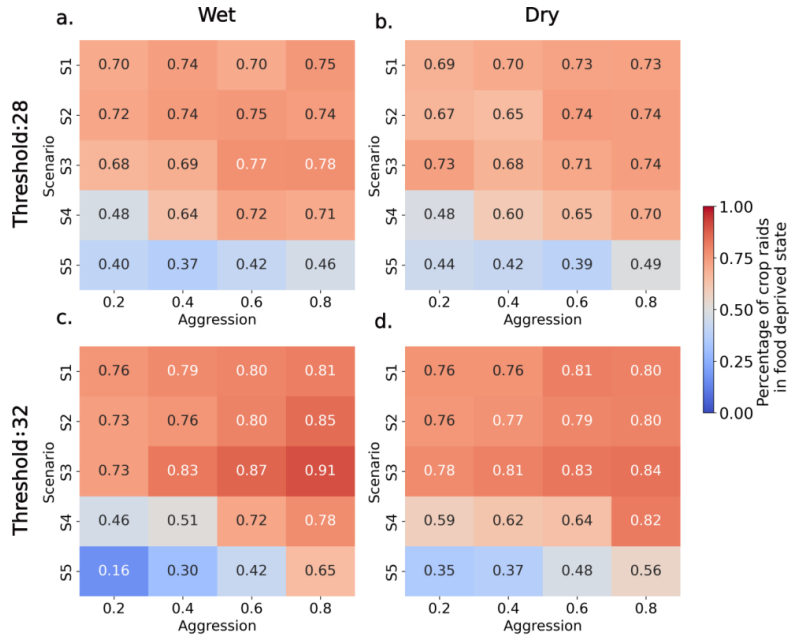 Wet
Dry
a.
b.
Threshold:28
Scenario
S1
0.70 0.74 0.70 0.75
S2
0.72 0.74 0.75 0.74
S3
0.68 0.69 0.77 0.78
S4
0.48 0.64 0.72 0.71
S5
0.40 0.37 0.42 0.46
0.2 0.4 0.6 0.8
Aggression
Scenario
S1
0.69 0.70 0.73 0.73
S2
0.67 0.65 0.74 0.74
S3
0.73 0.68 0.71 0.74
S4
0.48 0.60 0.65 0.70
S5
0.44 0.42 0.39 0.49
0.2 0.4 0.6 0.8
Aggression
c.
d.
Threshold:32
Scenario
S1
0.76 0.79 0.80 0.81
S2
0.73 0.76 0.80 0.85
S3
0.73 0.83 0.87 0.91
S4
0.46 0.51 0.72 0.78
S5
0.16 0.30 0.42 0.65
0.2 0.4 0.6 0.8
Aggression
Scenario
S1
0.76 0.76 0.81 0.80
S2
0.76 0.77 0.79 0.80
S3
0.78 0.81 0.83 0.84
S4
0.59 0.62 0.64 0.82
S5
0.35 0.37 0.48 0.56
0.2 0.4 0.6 0.8
Aggression
1.00
0.75
0.50
0.25
0.00
Percentage of crop raids
in food deprived state